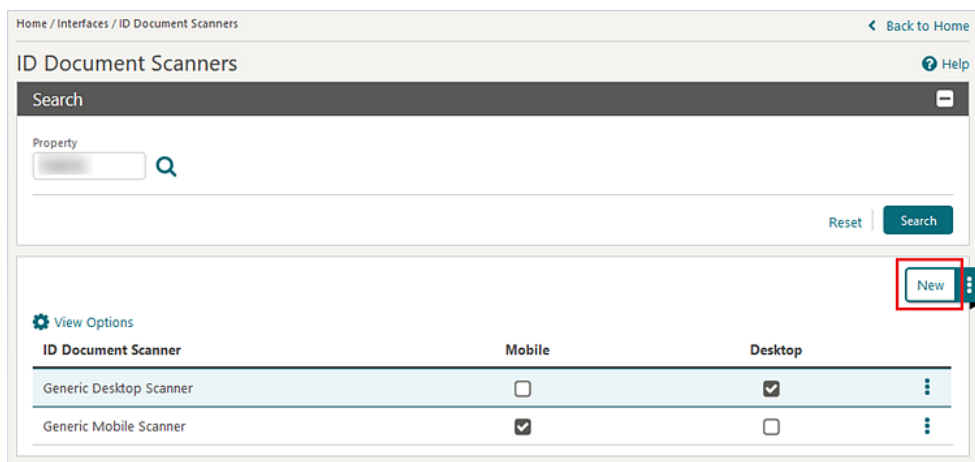 Home / Interfaces / ID Document Scanners
Back to Home
ID Document Scanners
Help
Search
Property
Reset
Search
New
View Options
ID Document Scanner Mobile Desktop
Generic Desktop Scanner
Generic Mobile Scanner